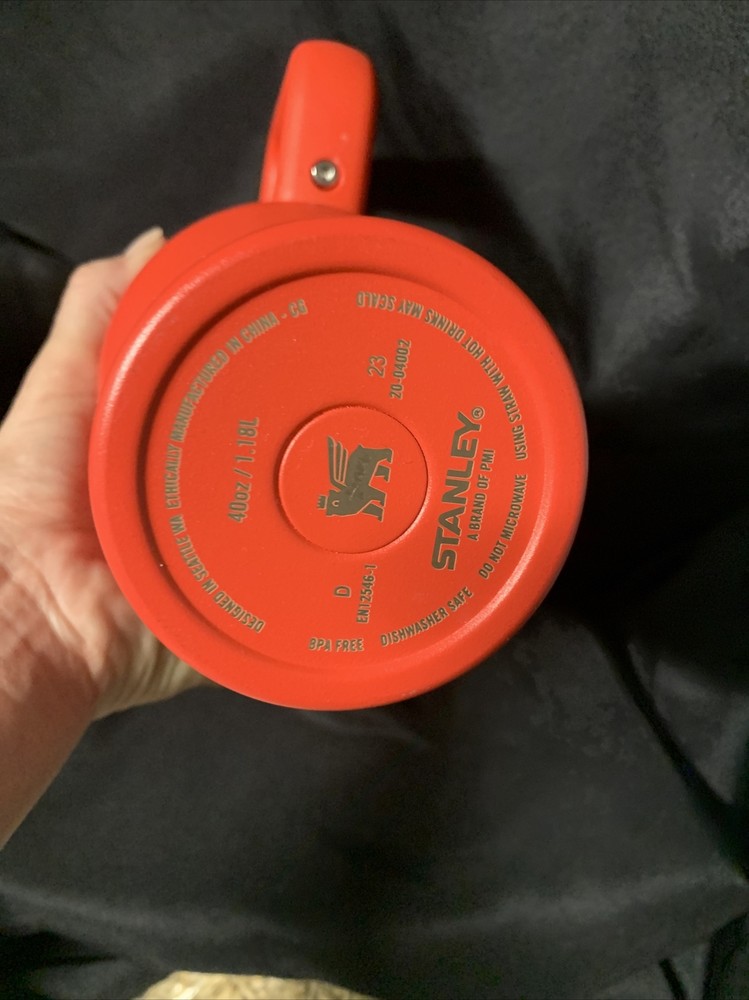 STANLEY®
A BRAND OF PMI
23
20-04002
D
EN12546-1
40oz / 1.18L
DESIGNED IN SEATTLE WA ETHICALLY MANUFACTURED IN CHINA - CG
BPA FREE DISHWASHER SAFE DO NOT MICROWAVE USING STRAW WITH HOT DRINKS MAY SCALD